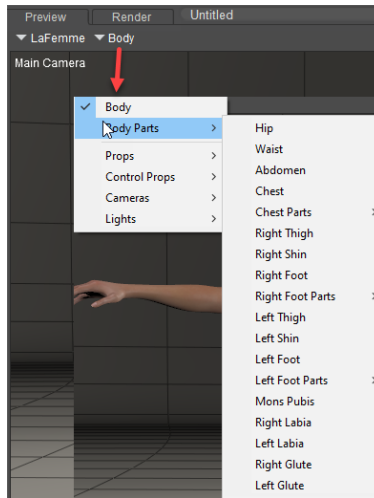 Preview Render Untitled
LaFemme Body
Main Camera
Body
Body Parts
Props
Control Props
Cameras
Lights
Hip
Waist
Abdomen
Chest
Chest Parts
Right Thigh
Right Shin
Right Foot
Right Foot Parts
Left Thigh
Left Shin
Left Foot
Left Foot Parts
Mons Pubis
Right Labia
Left Labia
Right Glute
Left Glute